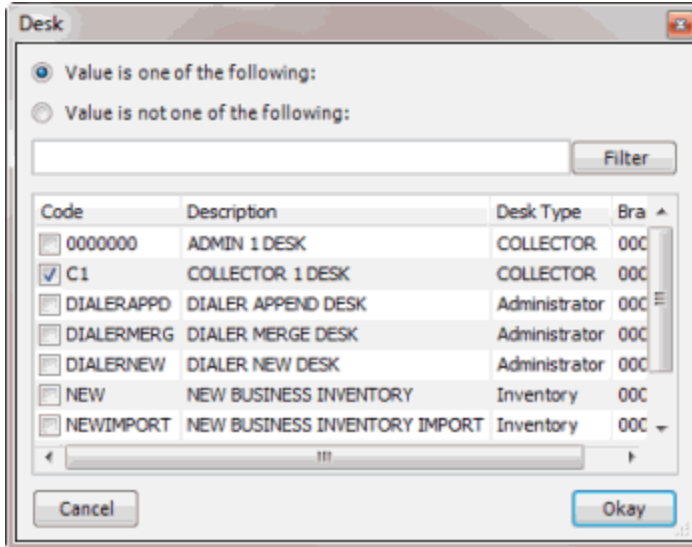 Desk
Value is one of the following:
Value is not one of the following:
Filter
Code Description Desk Type Bra
0000000 ADMIN 1 DESK COLLECTOR 000
C1 COLLECTOR 1 DESK COLLECTOR 000
DIALERAPPD DIALER APPEND DESK Administrator 000
DIALERMERG DIALER MERGE DESK Administrator 000
DIALERNEW DIALER NEW DESK Administrator 000
NEW NEW BUSINESS INVENTORY Inventory 000
NEWIMPORT NEW BUSINESS INVENTORY IMPORT Inventory 000
Cancel Okay